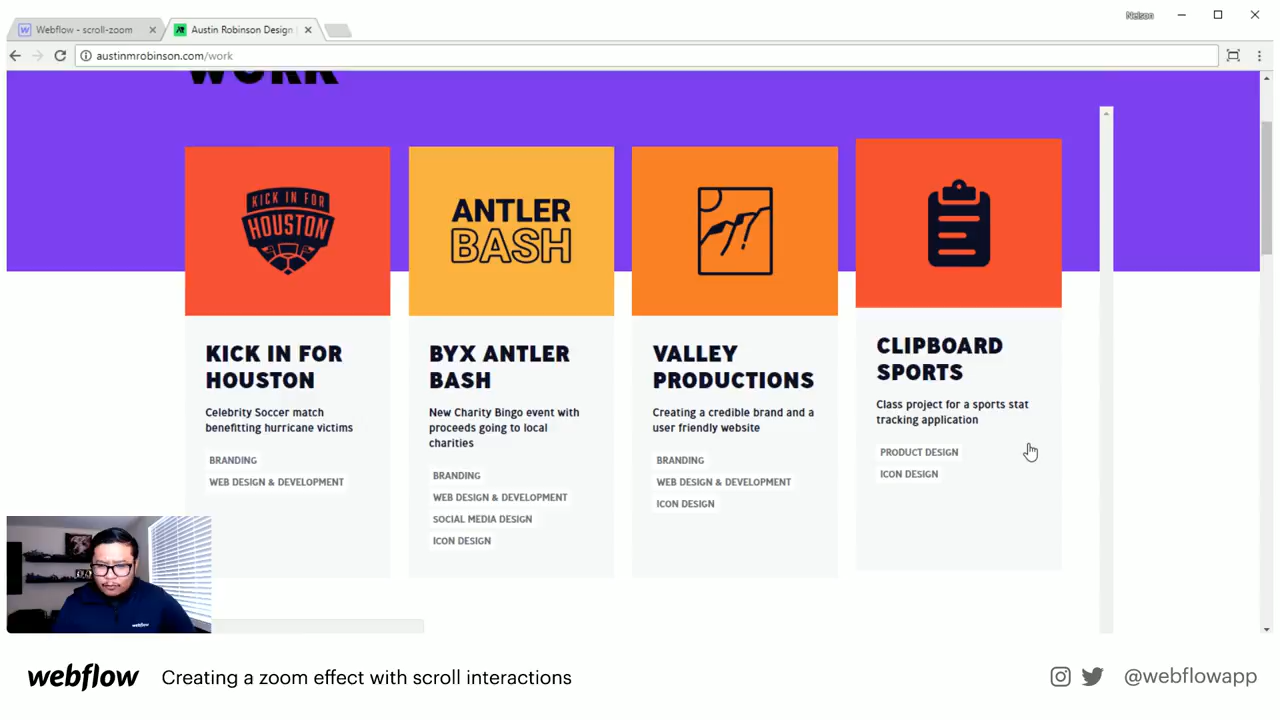 Nelson
Webflow - scroll-zoom
Austin Robinson Design
austinmrobinson.com/work
WORK
KICK IN FOR
HOUSTON
ANTLER
BASH
KICK IN FOR
HOUSTON
Celebrity Soccer match
benefitting hurricane victims
BRANDING
WEB DESIGN & DEVELOPMENT
BYX ANTLER
BASH
New Charity Bingo event with
proceeds going to local
charities
BRANDING
WEB DESIGN & DEVELOPMENT
SOCIAL MEDIA DESIGN
ICON DESIGN
VALLEY
PRODUCTIONS
Creating a credible brand and a
user friendly website
BRANDING
WEB DESIGN & DEVELOPMENT
ICON DESIGN
CLIPBOARD
SPORTS
Class project for a sports stat
tracking application
PRODUCT DESIGN
ICON DESIGN
webflow
webflow Creating a zoom effect with scroll interactions
@webflowapp